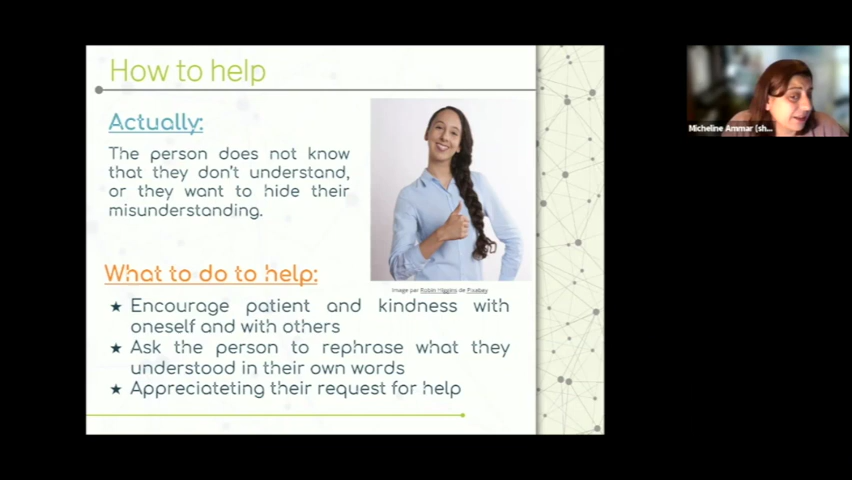 How to help
Actually:
The person does not know
that they don't understand,
or they want to hide their
misunderstanding.
Image par Robin Higgins de Pixabay
What to do to help:
★ Encourage patient and kindness with
oneself and with others
★ Ask the person to rephrase what they
understood in their own words
★ Appreciateting their request for help
Micheline Ammar (sh...